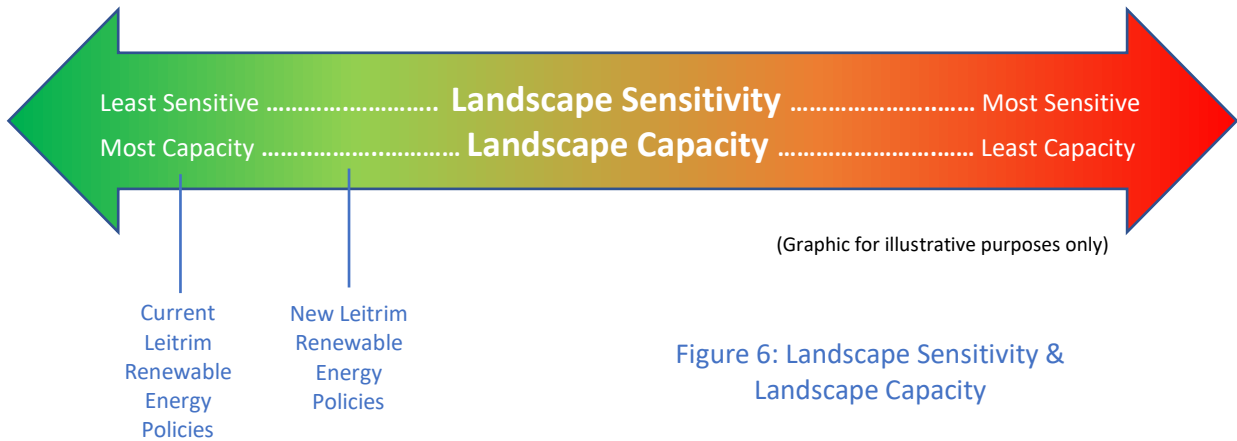 Least Sensitive …………..………….. Landscape Sensitivity ……………………..…… Most Sensitive
Most Capacity ……..………..………… Landscape Capacity …………………….…… Least Capacity
(Graphic for illustrative purposes only)
Current
Leitrim
Renewable
Energy
Policies
New Leitrim
Renewable
Energy
Policies
Figure 6: Landscape Sensitivity &
Landscape Capacity